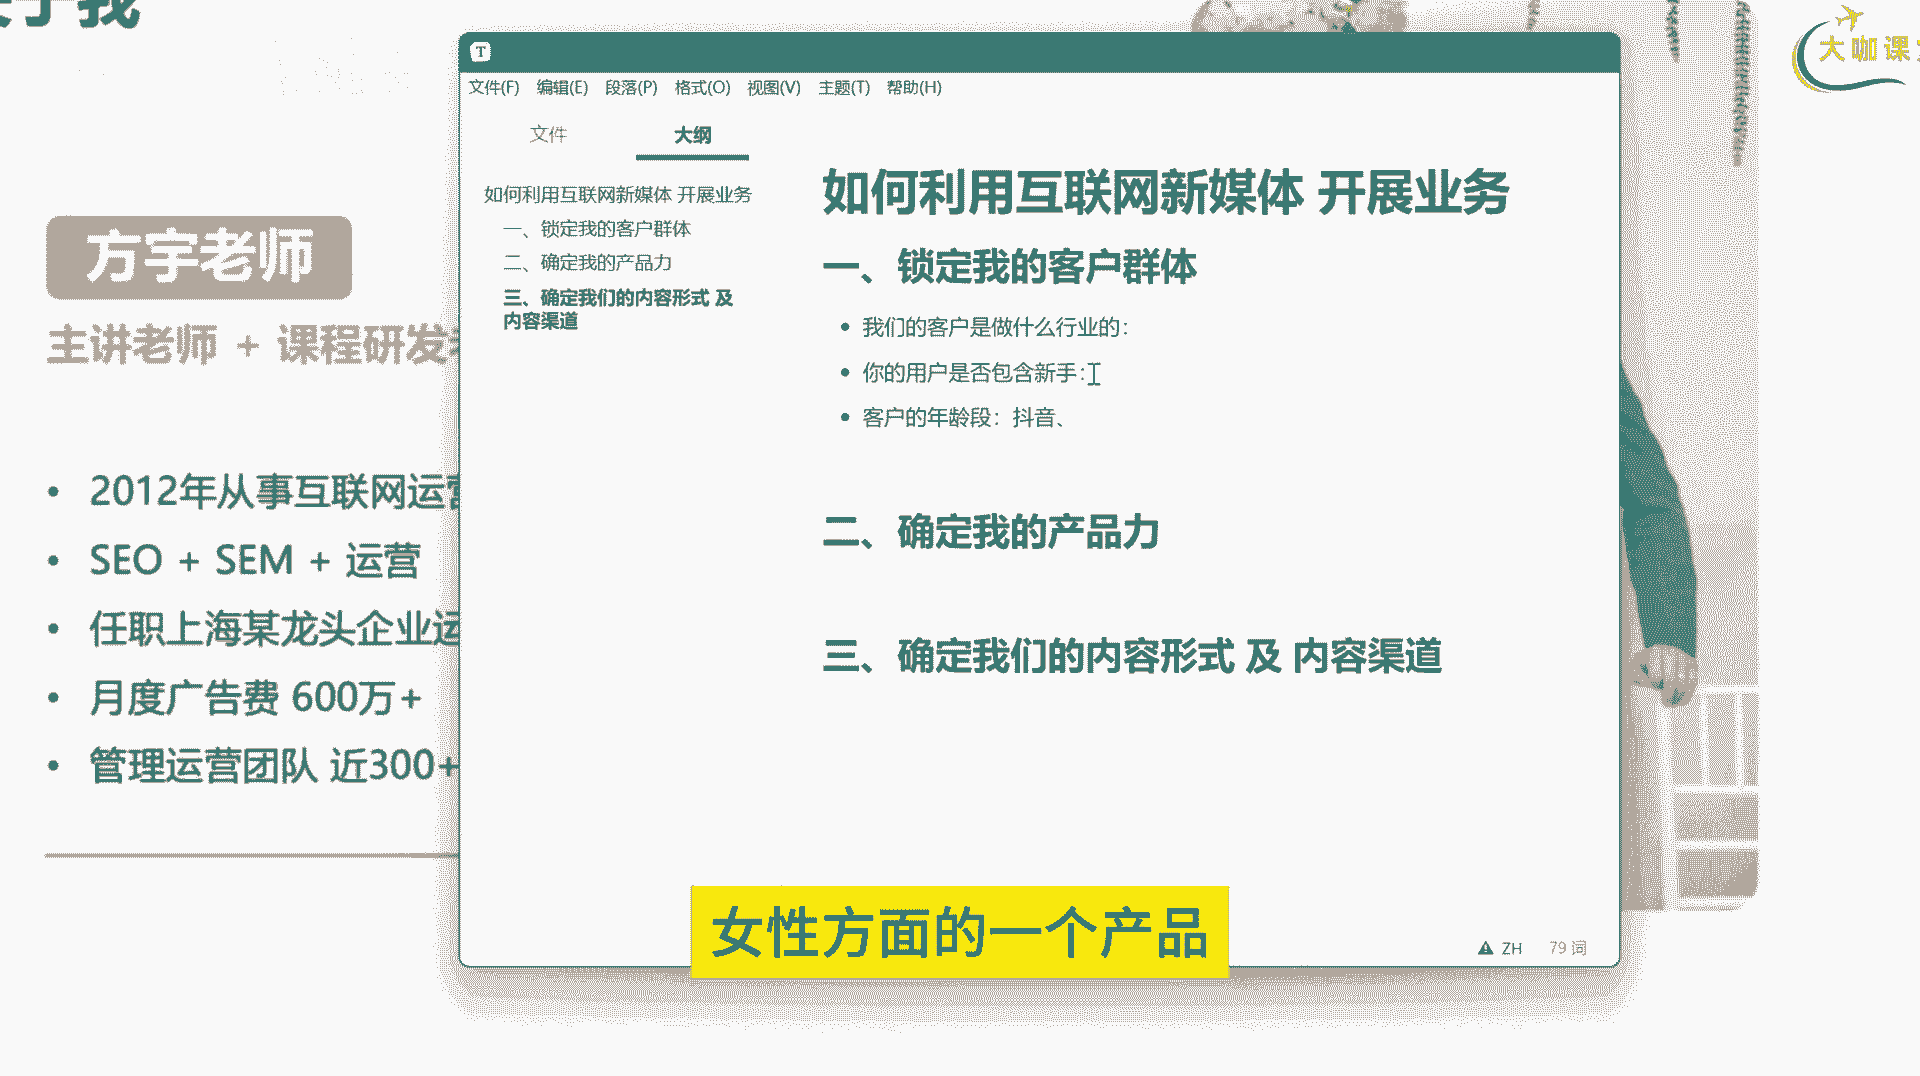 我
大咖课
T
文件(F) 编辑(E) 段落(P) 格式(O) 视图(V) 主题(T) 帮助(H)
文件 大纲
如何利用互联网新媒体 开展业务
一、锁定我的客户群体
二、确定我的产品力
三、确定我们的内容形式 及
内容渠道
如何利用互联网新媒体 开展业务
一、锁定我的客户群体
• 我们的客户是做什么行业的：
• 你的用户是否包含新手：
• 客户的年龄段：抖音、
二、确定我的产品力
三、确定我们的内容形式 及 内容渠道
ZH 79 词
方宇老师
主讲老师 + 课程研发
• 2012年从事互联网运营
• SEO + SEM + 运营
• 任职上海某龙头企业运
• 月度广告费 600万+
• 管理运营团队 近300+
女性方面的一个产品